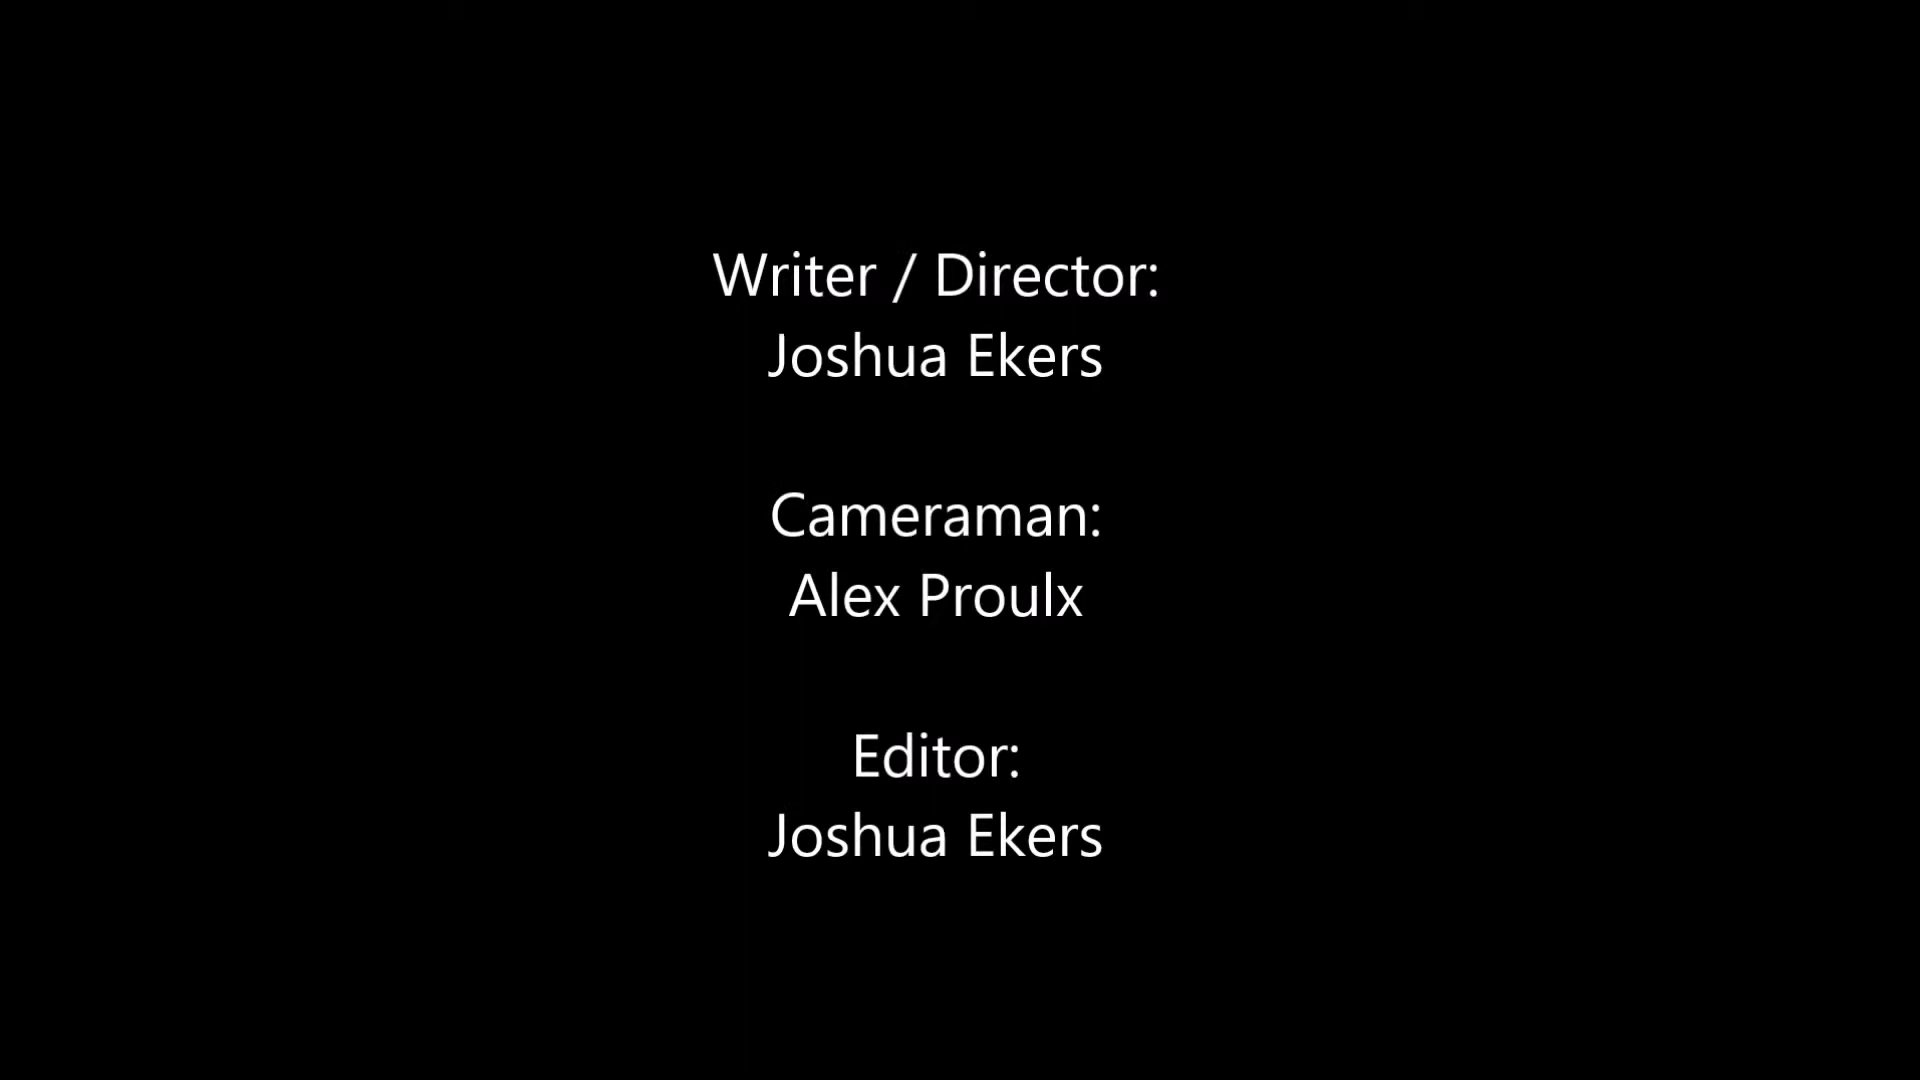 Writer / Director:
Joshua Ekers
Cameraman:
Alex Proulx
Editor:
Joshua Ekers